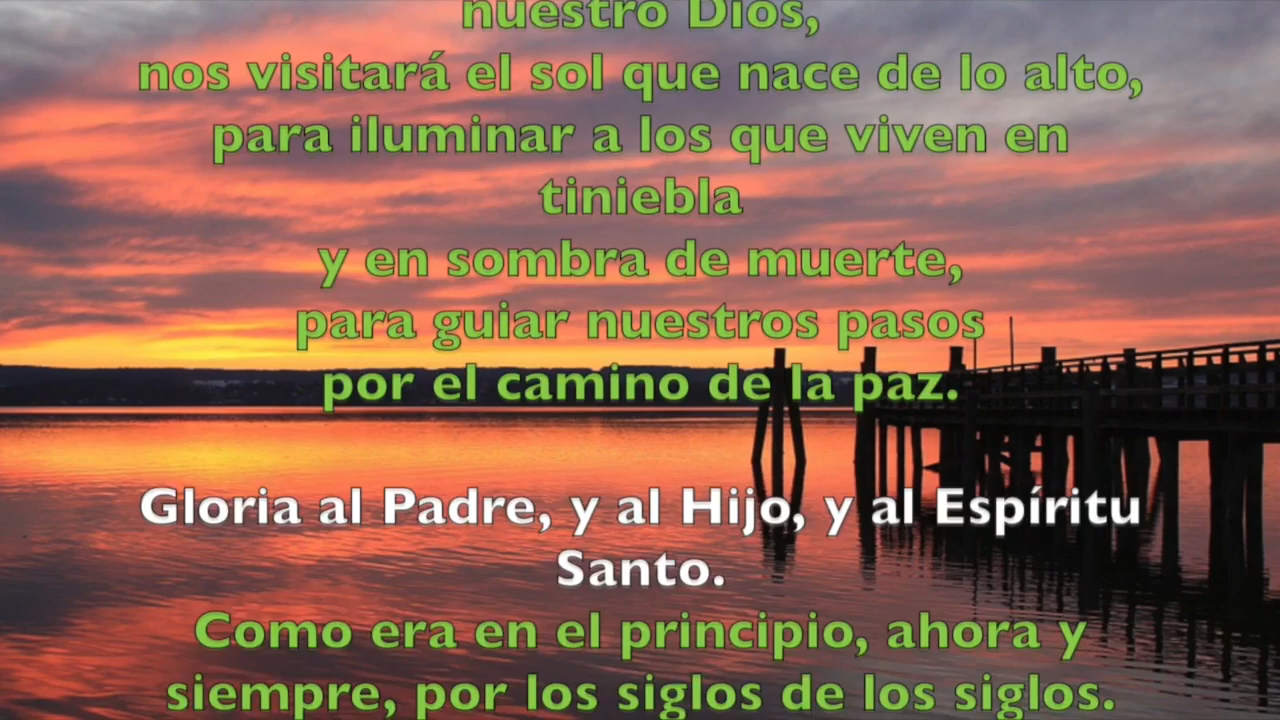 nuestro Dios,
nos visitará el sol que nace de lo alto,
para iluminar a los que viven en
tiniebla
y en sombra de muerte,
para guiar nuestros pasos
por el camino de la paz.
Gloria al Padre, y al Hijo, y al Espíritu
Santo.
Como era en el principio, ahora y
siempre, por los siglos de los siglos.